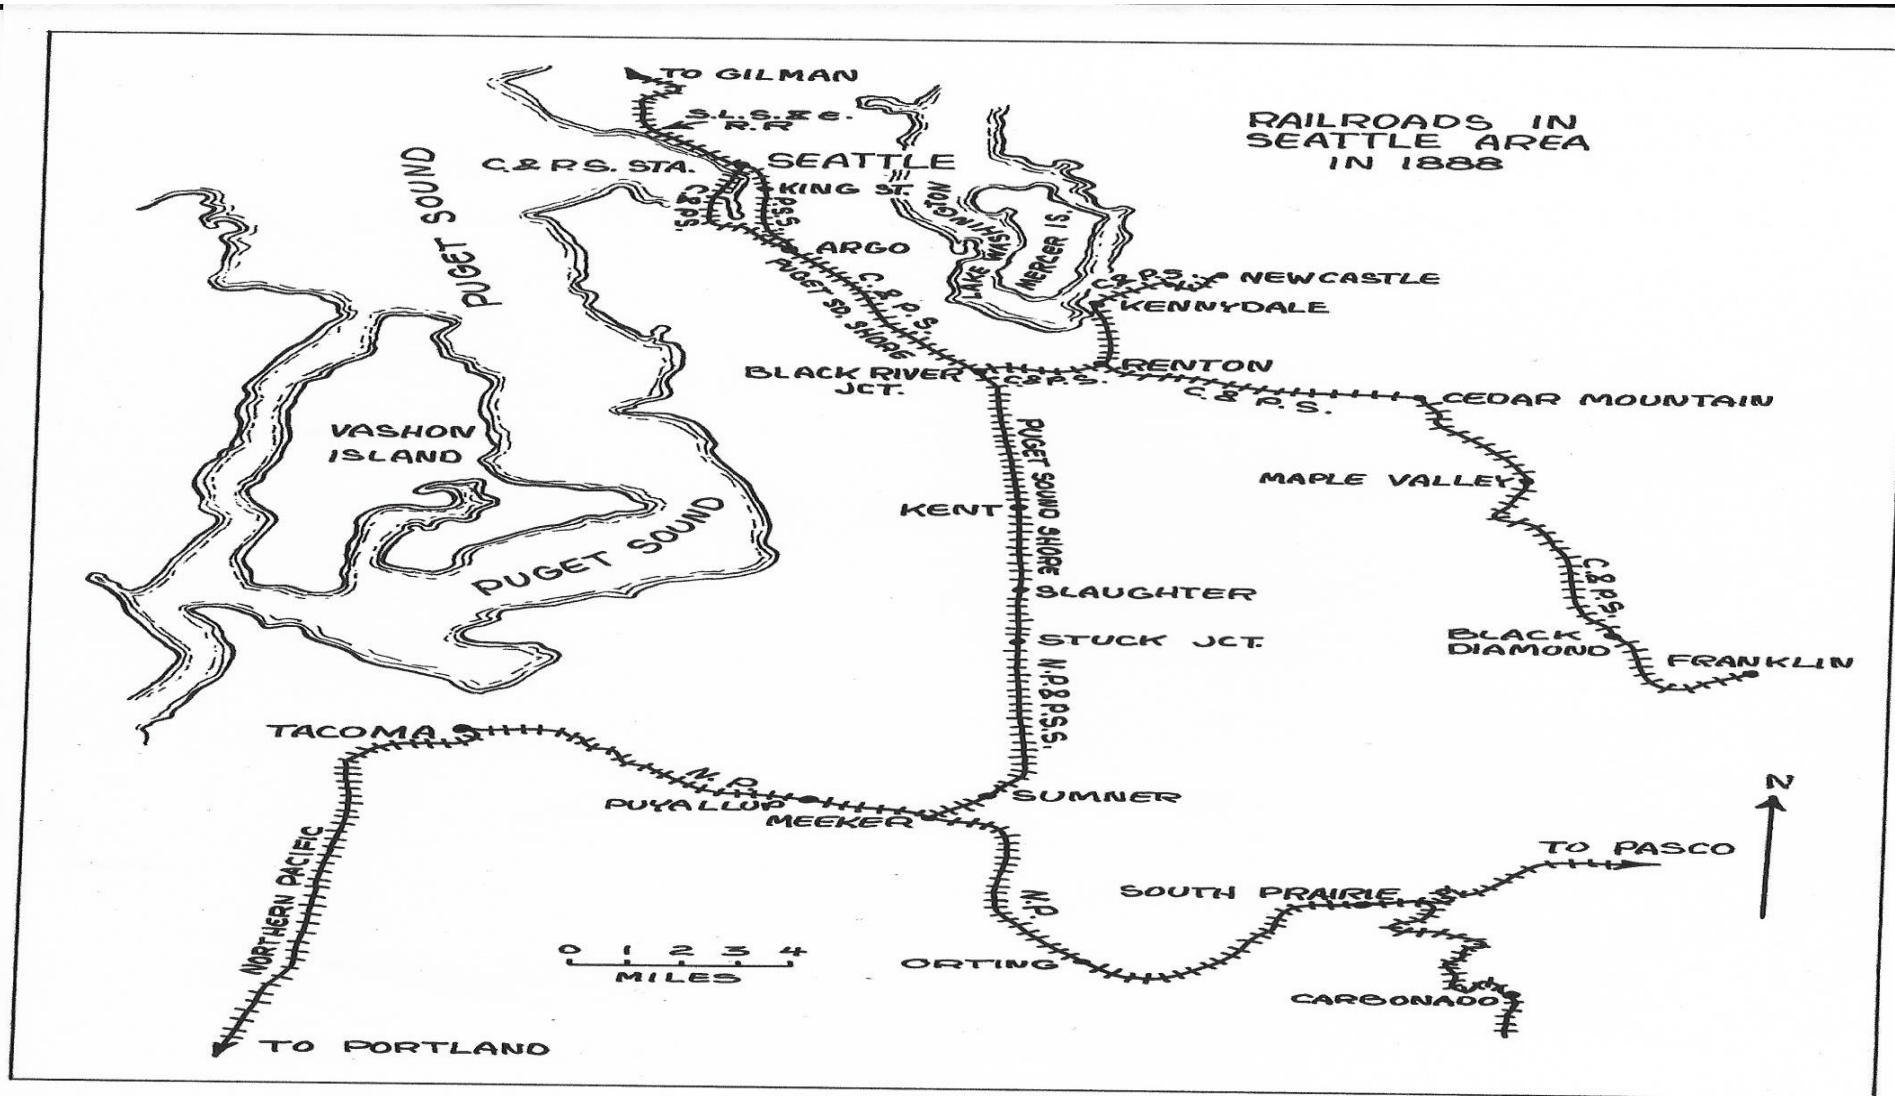 TO GILMAN
S.L.S.& E.
R.R
RAILROADS IN
SEATTLE AREA
IN 1888
C.& P.S. STA.
SEATTLE
KING ST.
C.&
P.S.
P.S.S.
PUGET SOUND
ARGO
LAKE WASHINGTON
MERCER IS.
C.& P.S.
NEWCASTLE
KENNYDALE
C.& P.S.
PUGET SD. SHORE
BLACK RIVER
JCT.
C.& P.S.
RENTON
C.& P.S.
CEDAR MOUNTAIN
VASHON
ISLAND
MAPLE VALLEY
PUGET SOUND SHORE
KENT
PUGET SOUND
SLAUGHTER
C.&P.S.
STUCK JCT.
BLACK
DIAMOND
FRANKLIN
N.P.&P.S.S.
TACOMA
N.P.
PUYALLUP
MEEKER
SUMNER
N
NORTHERN PACIFIC
TO PASCO
SOUTH PRAIRIE
N.P.
0 1 2 3 4
MILES
ORTING
CARBONADO
TO PORTLAND